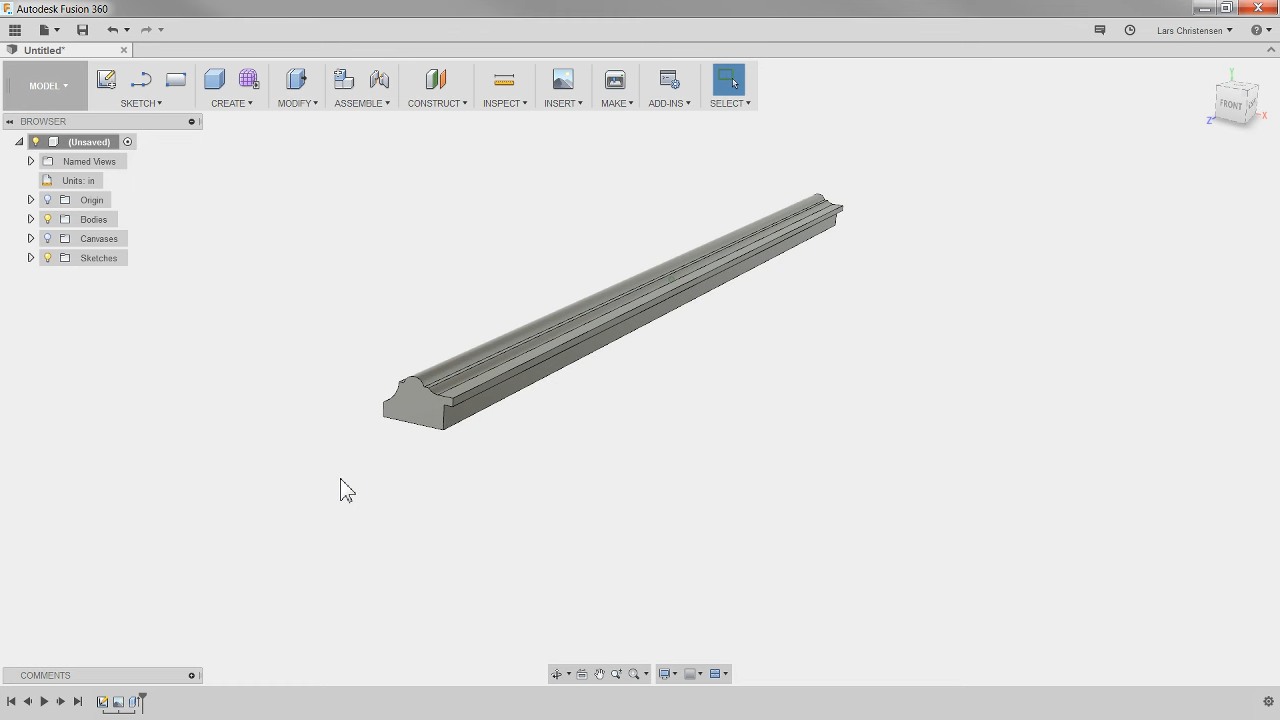 Autodesk Fusion 360
Lars Christensen
Untitled*
MODEL
SKETCH
CREATE
MODIFY
ASSEMBLE
CONSTRUCT
INSPECT
INSERT
MAKE
ADD-INS
SELECT
Y
FRONT
X
Z
BROWSER
(Unsaved)
Named Views
Units: in
Origin
Bodies
Canvases
Sketches
COMMENTS